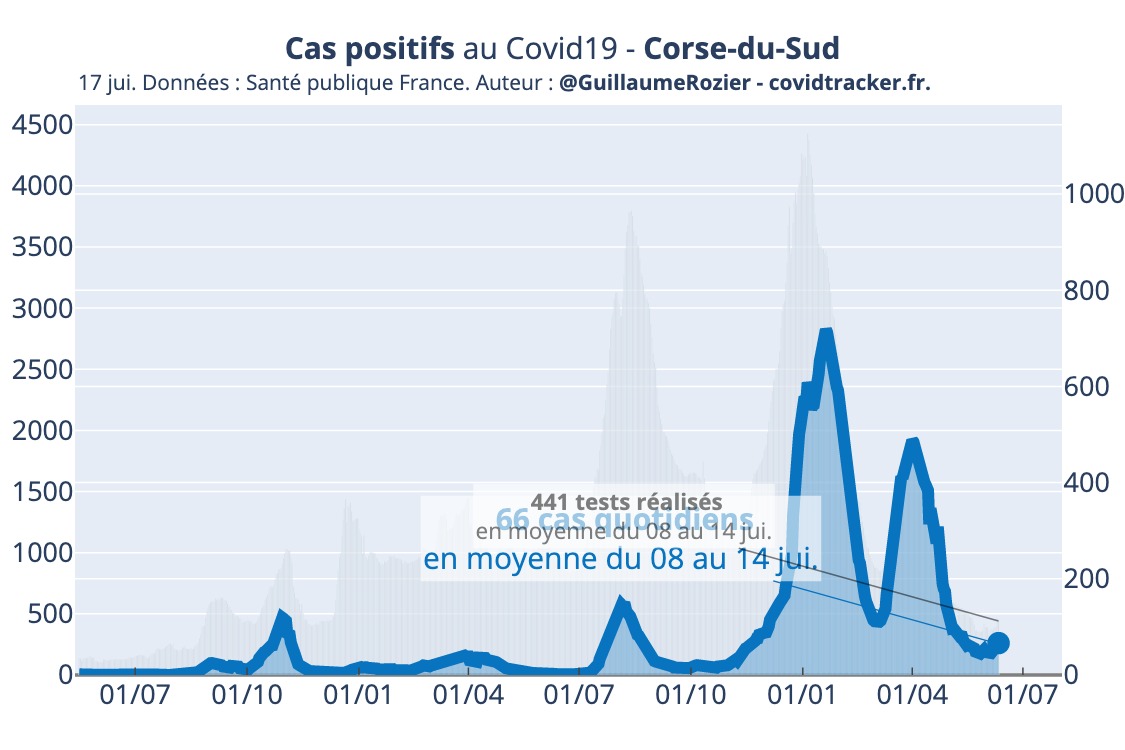 Cas positifs au Covid19 - Corse-du-Sud
17 jui. Données : Santé publique France. Auteur : @GuillaumeRozier - covidtracker.fr.
4500
4000
3500
3000
2500
2000
1500
1000
500
0
1000
800
600
400
200
0
441 tests réalisés
en moyenne du 08 au 14 jui.
66 cas quotidiens
en moyenne du 08 au 14 jui.
01/07 01/10 01/01 01/04 01/07 01/10 01/01 01/04 01/07